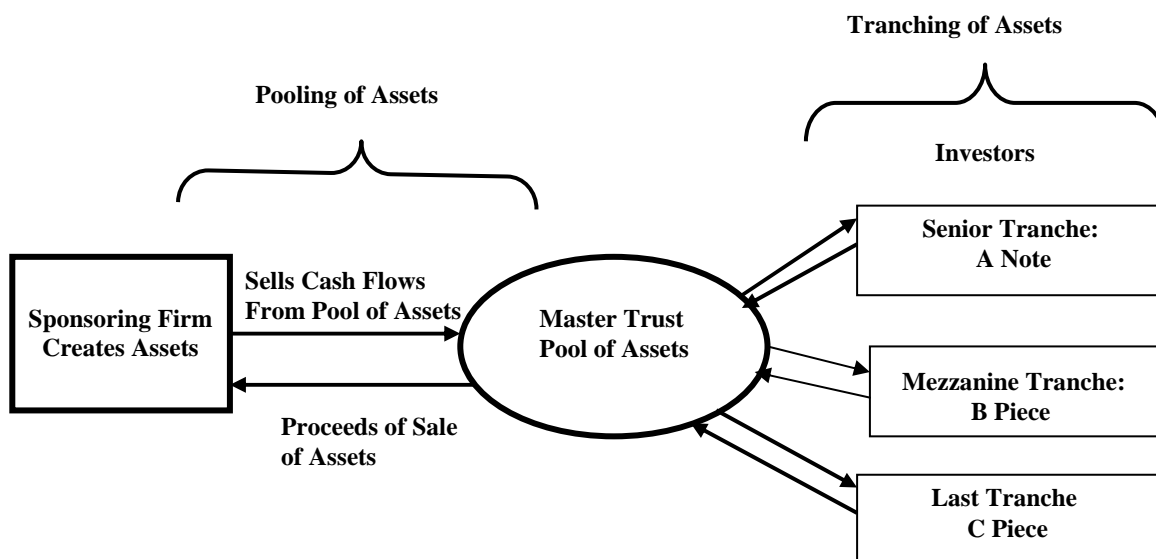 Tranching of Assets
Pooling of Assets
Investors
Senior Tranche:
A Note
Sells Cash Flows
From Pool of Assets
Sponsoring Firm
Creates Assets
Master Trust
Pool of Assets
Mezzanine Tranche:
B Piece
Proceeds of Sale
of Assets
Last Tranche
C Piece